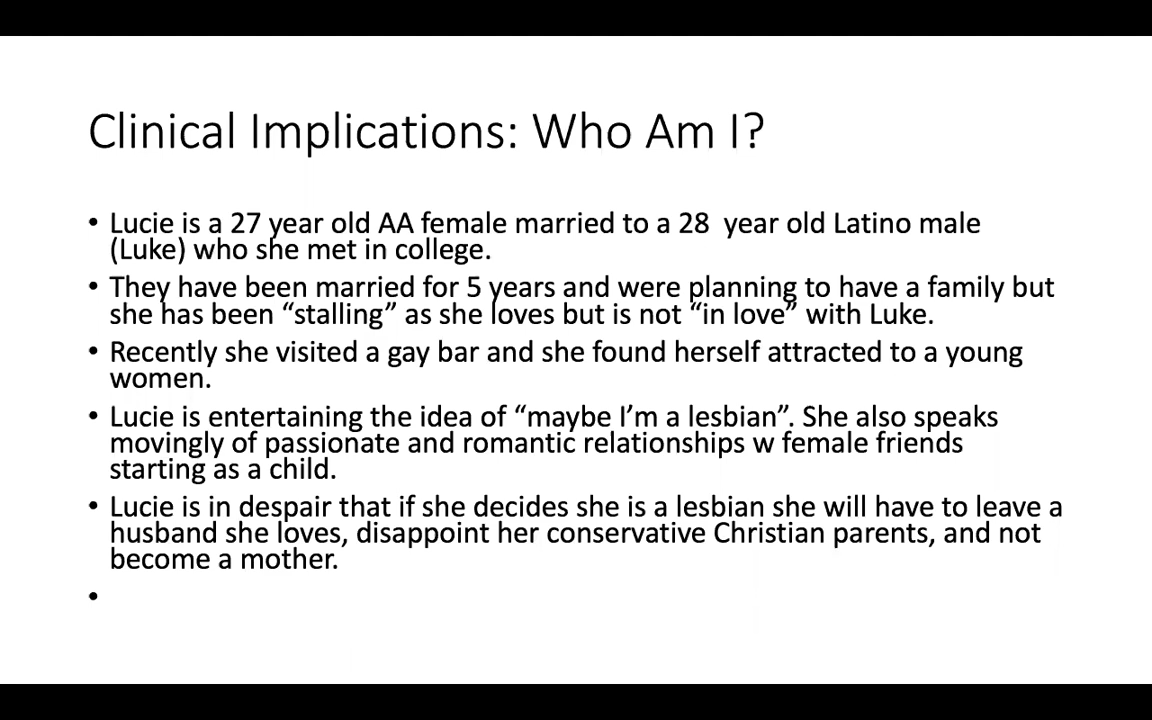 Clinical Implications: Who Am I?
• Lucie is a 27 year old AA female married to a 28  year old Latino male
(Luke) who she met in college.
• They have been married for 5 years and were planning to have a family but
she has been “stalling” as she loves but is not “in love” with Luke.
• Recently she visited a gay bar and she found herself attracted to a young
women.
• Lucie is entertaining the idea of “maybe I’m a lesbian”. She also speaks
movingly of passionate and romantic relationships w female friends
starting as a child.
• Lucie is in despair that if she decides she is a lesbian she will have to leave a
husband she loves, disappoint her conservative Christian parents, and not
become a mother.
•